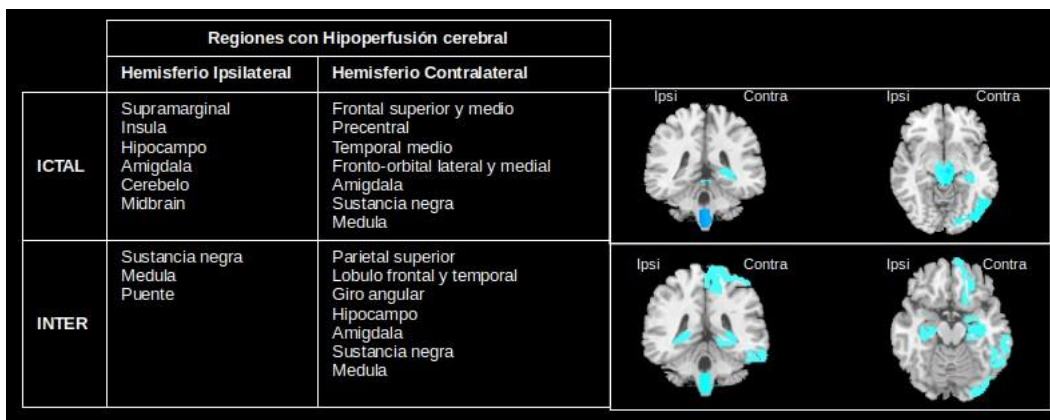 Regiones con Hipoperfusión cerebral
Hemisferio Ipsilateral
Hemisferio Contralateral
ICTAL
Supramarginal
Insula
Hipocampo
Amigdala
Cerebelo
Midbrain
Frontal superior y medio
Precentral
Temporal medio
Fronto-orbital lateral y medial
Amigdala
Sustancia negra
Medula
Ipsi Contra
Ipsi Contra
INTER
Sustancia negra
Medula
Puente
Parietal superior
Lobulo frontal y temporal
Giro angular
Hipocampo
Amigdala
Sustancia negra
Medula
Ipsi Contra
Ipsi Contra